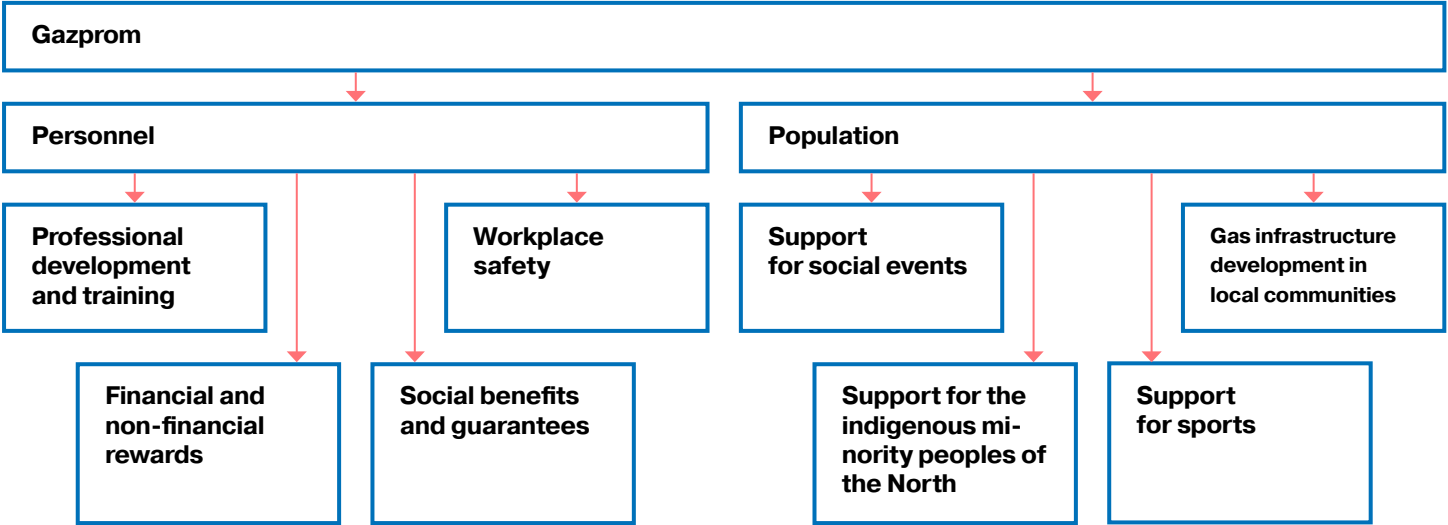 Gazprom
Personnel
Population
Professional
development
and training
Workplace
safety
Support
for social events
Gas infrastructure
development in
local communities
Financial and
non-financial
rewards
Social benefits
and guarantees
Support for the
indigenous mi-
nority peoples of
the North
Support
for sports